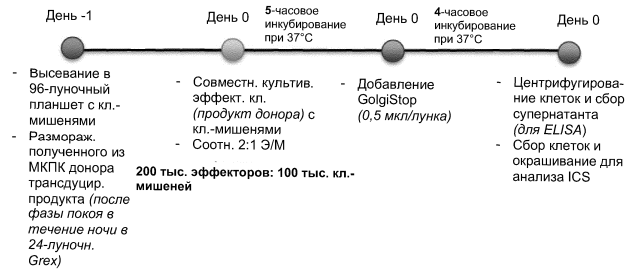 День -1
День 0
5-часовое
инкубирование
при 37°C
День 0
4-часовое
инкубирование
при 37°C
День 0
- Высевание в
96-луночный
планшет с кл.-
мишенями
- Размораж.
полученного из
МКПК донора
трансдуцир.
продукта (после
фазы покоя в
течение ночи в
24-луночн.
Grex)
- Совместн. культив.
эффект. кл.
(продукт донора) с
кл.-мишенями
- Соотн. 2:1 Э/М
200 тыс. эффекторов: 100 тыс. кл.-
мишеней
- Добавление
GolgiStop
(0,5 мкл/лунка)
- Центрифугирова-
ние клеток и сбор
супернатанта
(для ELISA)
- Сбор клеток и
окрашивание для
анализа ICS